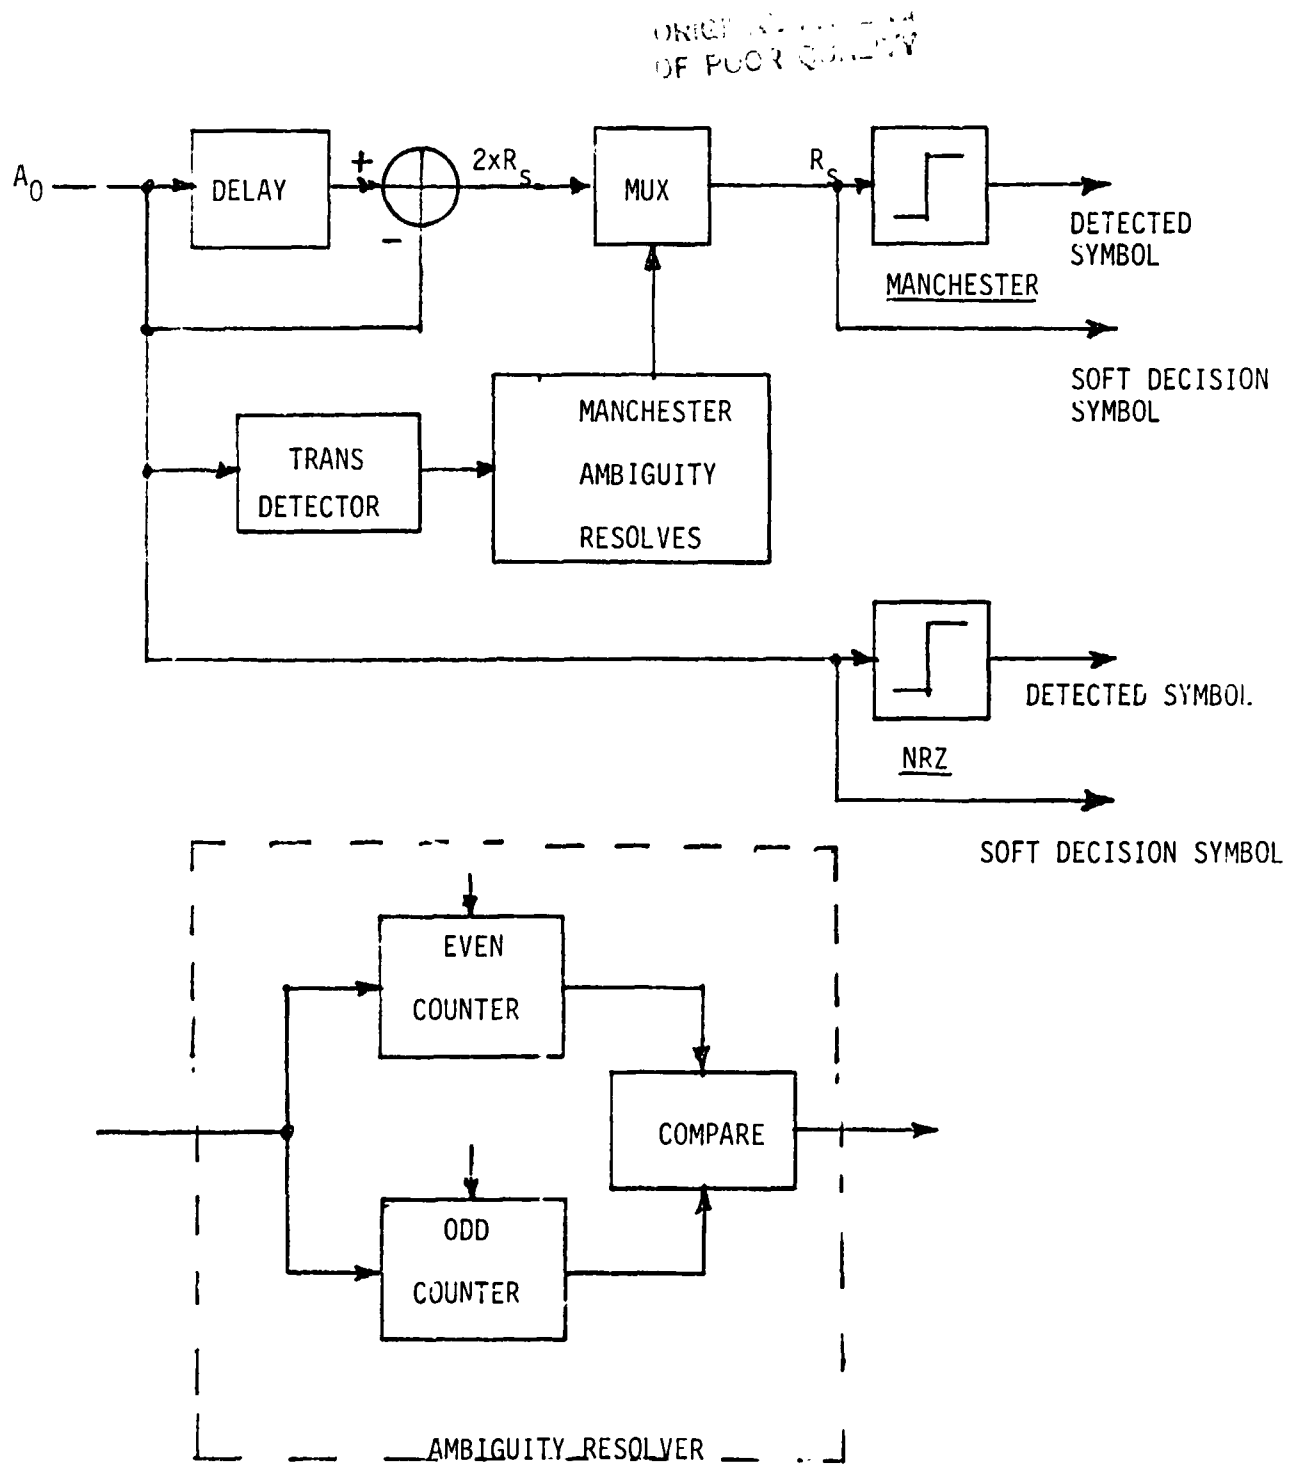 OF POOR QUALITY
A0
DELAY
+
-
2xRs
MUX
Rs
DETECTED
SYMBOL
MANCHESTER
SOFT DECISION
SYMBOL
TRANS
DETECTOR
MANCHESTER
AMBIGUITY
RESOLVES
DETECTED SYMBOL
NRZ
SOFT DECISION SYMBOL
EVEN
COUNTER
COMPARE
ODD
COUNTER
AMBIGUITY RESOLVER